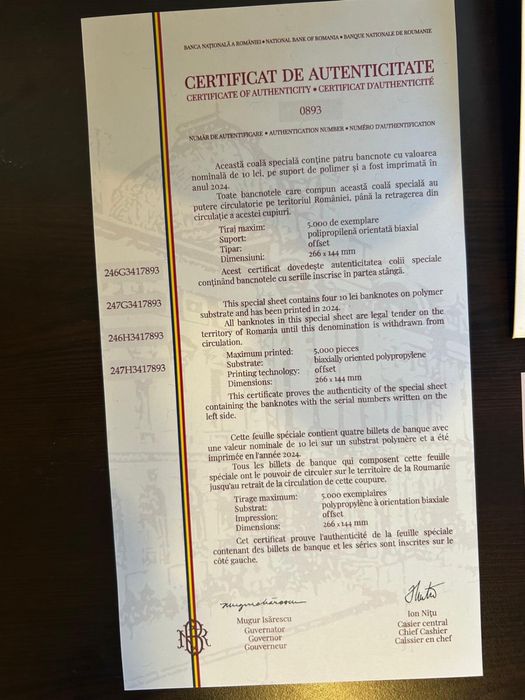 BANCA NAȚIONALĂ A ROMÂNIEI • NATIONAL BANK OF ROMANIA • BANQUE NATIONALE DE ROUMANIE
CERTIFICAT DE AUTENTICITATE
CERTIFICATE OF AUTHENTICITY • CERTIFICAT D'AUTHENTICITÉ
0893
NUMĂR DE AUTENTIFICARE • AUTHENTICATION NUMBER • NUMÉRO D'AUTHENTIFICATION
Această coală specială conține patru bancnote cu valoarea
nominală de 10 lei, pe suport de polimer și a fost imprimată în
anul 2024.
Toate bancnotele care compun această coală specială au
putere circulatorie pe teritoriul României, până la retragerea din
circulație a acestei cupiuri.
Tiraj maxim: 5.000 de exemplare
Suport: polipropilenă orientată biaxial
Tipar: offset
Dimensiuni: 266 x 144 mm
Acest certificat dovedește autenticitatea colii speciale
conținând bancnotele cu seriile înscrise în partea stângă.
246G3417893
247G3417893
246H3417893
247H3417893
This special sheet contains four 10 lei banknotes on polymer
substrate and has been printed in 2024.
All banknotes in this special sheet are legal tender on the
territory of Romania until this denomination is withdrawn from
circulation.
Maximum printed: 5.000 pieces
Substrate: biaxially oriented polypropylene
Printing technology: offset
Dimensions: 266 x 144 mm
This certificate proves the authenticity of the special sheet
containing the banknotes with the serial numbers written on the
left side.
Cette feuille spéciale contient quatre billets de banque avec
une valeur nominale de 10 lei sur un substrat polymère et a été
imprimée en l'année 2024.
Tous les billets de banque qui composent cette feuille
spéciale ont le pouvoir de circuler sur le territoire de la Roumanie
jusqu'au retrait de la circulation de cette coupure.
Tirage maximum: 5.000 exemplaires
Substrat: polypropylène à orientation biaxiale
Impression: offset
Dimensions: 266 x 144 mm
Cet certificat prouve l'authenticité de la feuille spéciale
contenant des billets de banque et les séries sont inscrites sur le
côté gauche.
Mugur Isărescu
Guvernator
Governor
Gouverneur
Ion Nițu
Casier central
Chief Cashier
Caissier en chef